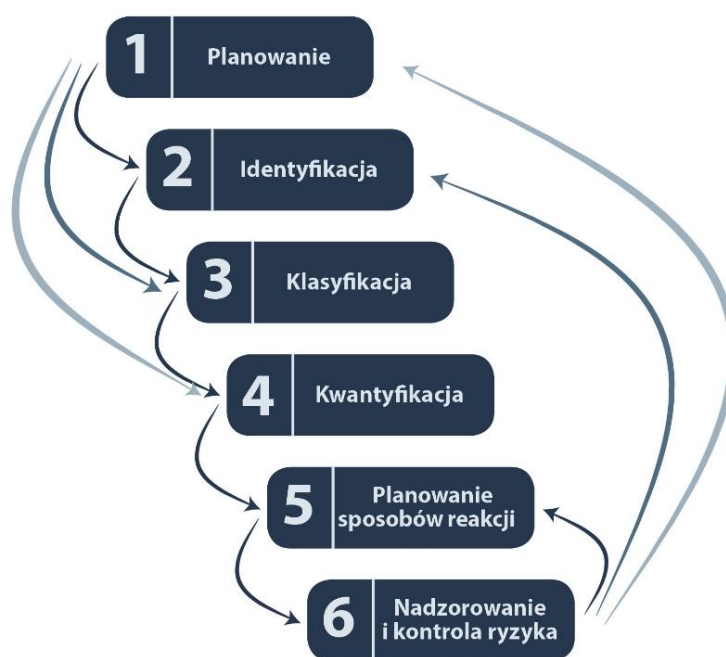 1 Planowanie
2 Identyfikacja
3 Klasyfikacja
4 Kwantyfikacja
5 Planowanie
sposobów reakcji
6 Nadzorowanie
i kontrola ryzyka